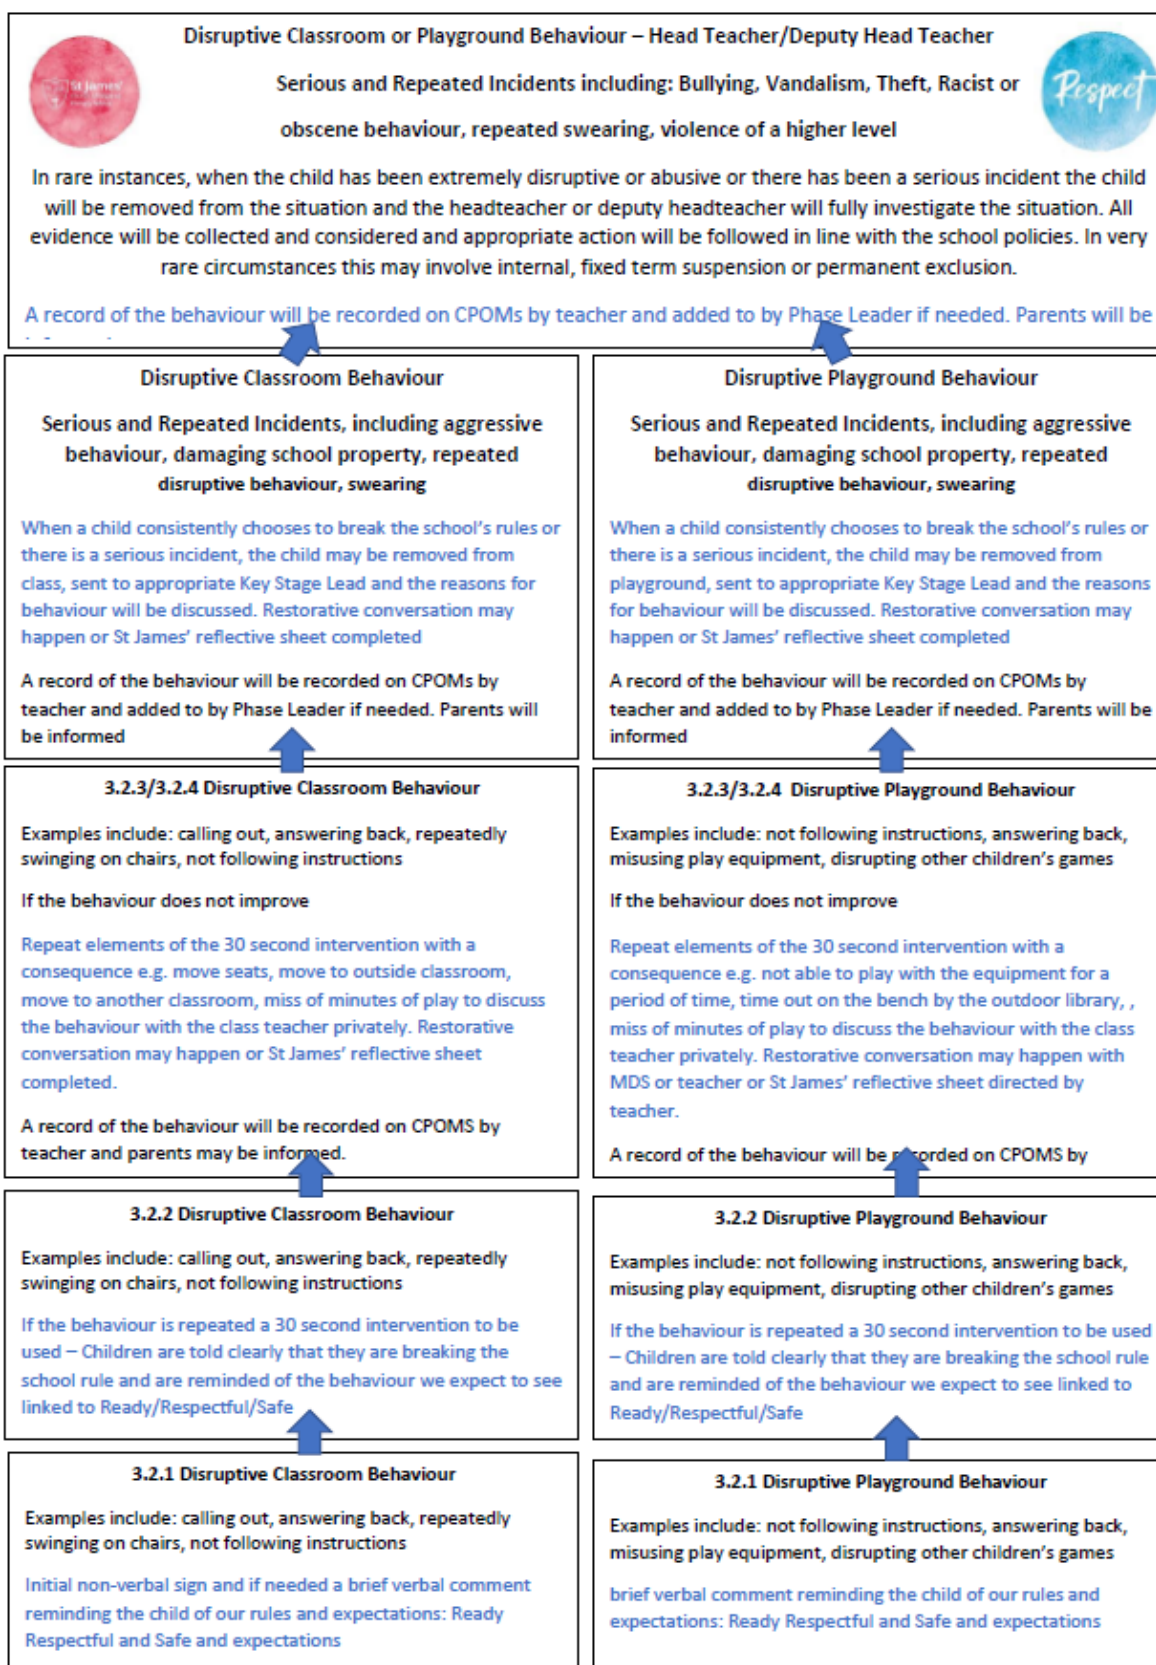 Disruptive Classroom or Playground Behaviour – Head Teacher/Deputy Head Teacher
Serious and Repeated Incidents including: Bullying, Vandalism, Theft, Racist or
obscene behaviour, repeated swearing, violence of a higher level
St James'
Respect
In rare instances, when the child has been extremely disruptive or abusive or there has been a serious incident the child
will be removed from the situation and the headteacher or deputy headteacher will fully investigate the situation. All
evidence will be collected and considered and appropriate action will be followed in line with the school policies. In very
rare circumstances this may involve internal, fixed term suspension or permanent exclusion.
A record of the behaviour will be recorded on CPOMs by teacher and added to by Phase Leader if needed. Parents will be
Disruptive Classroom Behaviour
Serious and Repeated Incidents, including aggressive
behaviour, damaging school property, repeated
disruptive behaviour, swearing
When a child consistently chooses to break the school's rules or
there is a serious incident, the child may be removed from
class, sent to appropriate Key Stage Lead and the reasons for
behaviour will be discussed. Restorative conversation may
happen or St James' reflective sheet completed
A record of the behaviour will be recorded on CPOMs by
teacher and added to by Phase Leader if needed. Parents will
be informed
Disruptive Playground Behaviour
Serious and Repeated Incidents, including aggressive
behaviour, damaging school property, repeated
disruptive behaviour, swearing
When a child consistently chooses to break the school's rules or
there is a serious incident, the child may be removed from
playground, sent to appropriate Key Stage Lead and the reasons
for behaviour will be discussed. Restorative conversation may
happen or St James' reflective sheet completed
A record of the behaviour will be recorded on CPOMs by
teacher and added to by Phase Leader if needed. Parents will be
informed
3.2.3/3.2.4 Disruptive Classroom Behaviour
Examples include: calling out, answering back, repeatedly
swinging on chairs, not following instructions
If the behaviour does not improve
Repeat elements of the 30 second intervention with a
consequence e.g. move seats, move to outside classroom,
move to another classroom, miss of minutes of play to discuss
the behaviour with the class teacher privately. Restorative
conversation may happen or St James' reflective sheet
completed.
A record of the behaviour will be recorded on CPOMS by
teacher and parents may be informed.
3.2.3/3.2.4 Disruptive Playground Behaviour
Examples include: not following instructions, answering back,
misusing play equipment, disrupting other children's games
If the behaviour does not improve
Repeat elements of the 30 second intervention with a
consequence e.g. not able to play with the equipment for a
period of time, time out on the bench by the outdoor library, ,
miss of minutes of play to discuss the behaviour with the class
teacher privately. Restorative conversation may happen with
MDS or teacher or St James' reflective sheet directed by
teacher.
A record of the behaviour will be recorded on CPOMS by
3.2.2 Disruptive Classroom Behaviour
Examples include: calling out, answering back, repeatedly
swinging on chairs, not following instructions
If the behaviour is repeated a 30 second intervention to be
used – Children are told clearly that they are breaking the
school rule and are reminded of the behaviour we expect to see
linked to Ready/Respectful/Safe
3.2.2 Disruptive Playground Behaviour
Examples include: not following instructions, answering back,
misusing play equipment, disrupting other children's games
If the behaviour is repeated a 30 second intervention to be used
– Children are told clearly that they are breaking the school rule
and are reminded of the behaviour we expect to see linked to
Ready/Respectful/Safe
3.2.1 Disruptive Classroom Behaviour
Examples include: calling out, answering back, repeatedly
swinging on chairs, not following instructions
Initial non-verbal sign and if needed a brief verbal comment
reminding the child of our rules and expectations: Ready
Respectful and Safe and expectations
3.2.1 Disruptive Playground Behaviour
Examples include: not following instructions, answering back,
misusing play equipment, disrupting other children's games
brief verbal comment reminding the child of our rules and
expectations: Ready Respectful and Safe and expectations